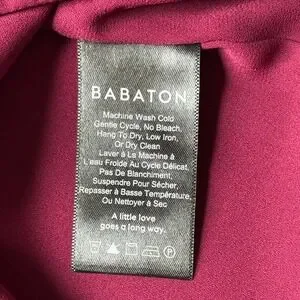 BABATON
Machine Wash Cold
Gentle Cycle, No Bleach,
Hang To Dry, Low Iron,
Or Dry Clean
Laver à La Machine à
L'eau Froide Au Cycle Délicat,
Pas De Blanchiment,
Suspendre Pour Sécher,
Repasser à Basse Température,
Ou Nettoyer à Sec
A little love
goes a long way.